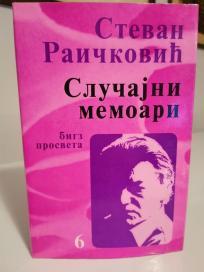 Стеван
Раичковић
Случајни
мемоари
бигз
просвета
6